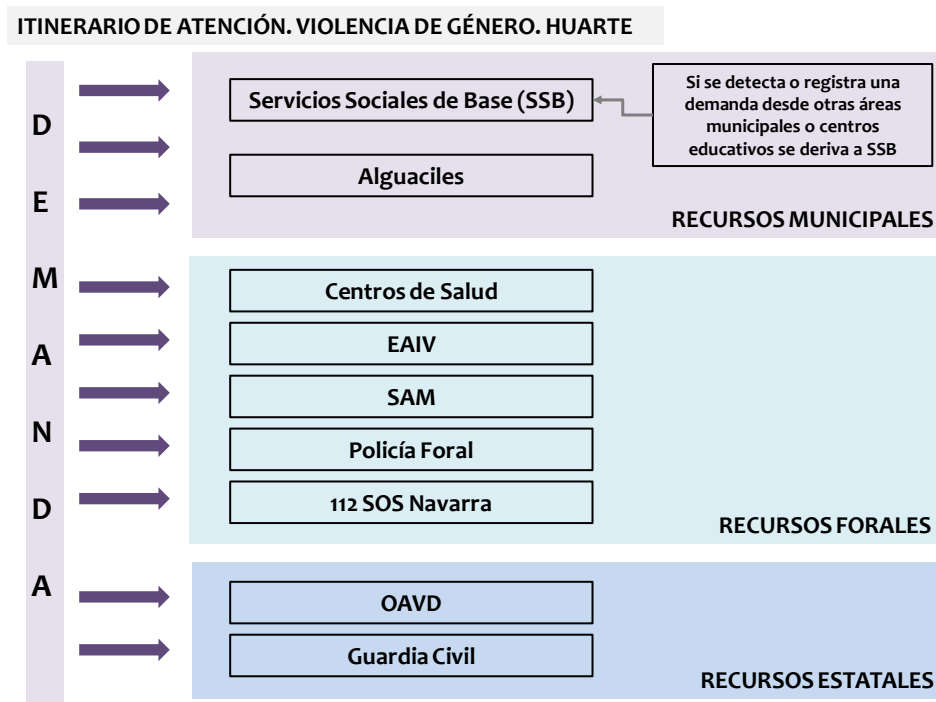 ITINERARIO DE ATENCIÓN. VIOLENCIA DE GÉNERO. HUARTE
D
E
M
A
N
D
A
Servicios Sociales de Base (SSB)
Si se detecta o registra una
demanda desde otras áreas
municipales o centros
educativos se deriva a SSB
Alguaciles
RECURSOS MUNICIPALES
Centros de Salud
EAIV
SAM
Policía Foral
112 SOS Navarra
RECURSOS FORALES
OAVD
Guardia Civil
RECURSOS ESTATALES